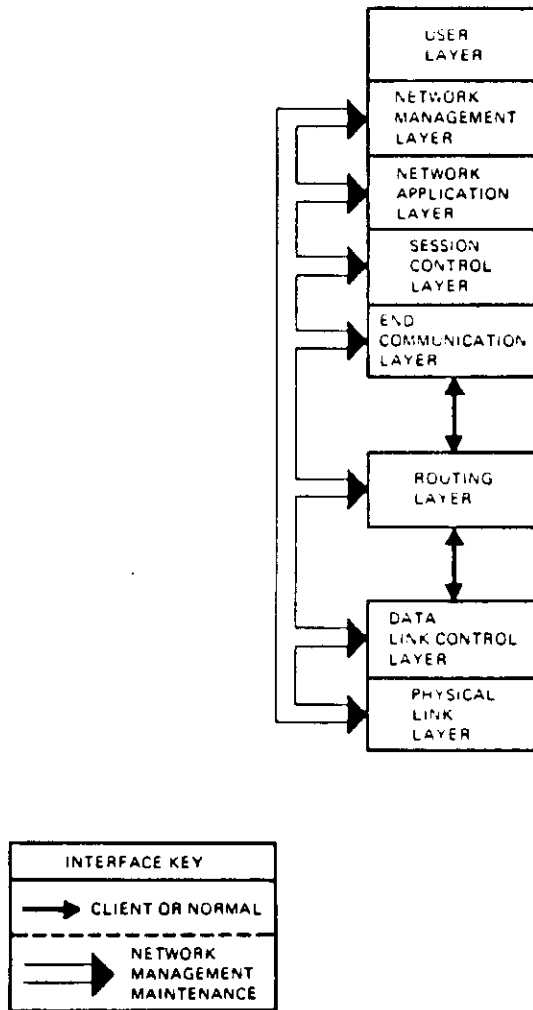 USER
LAYER
NETWORK
MANAGEMENT
LAYER
NETWORK
APPLICATION
LAYER
SESSION
CONTROL
LAYER
END
COMMUNICATION
LAYER
ROUTING
LAYER
DATA
LINK CONTROL
LAYER
PHYSICAL
LINK
LAYER
INTERFACE KEY
CLIENT OR NORMAL
NETWORK
MANAGEMENT
MAINTENANCE